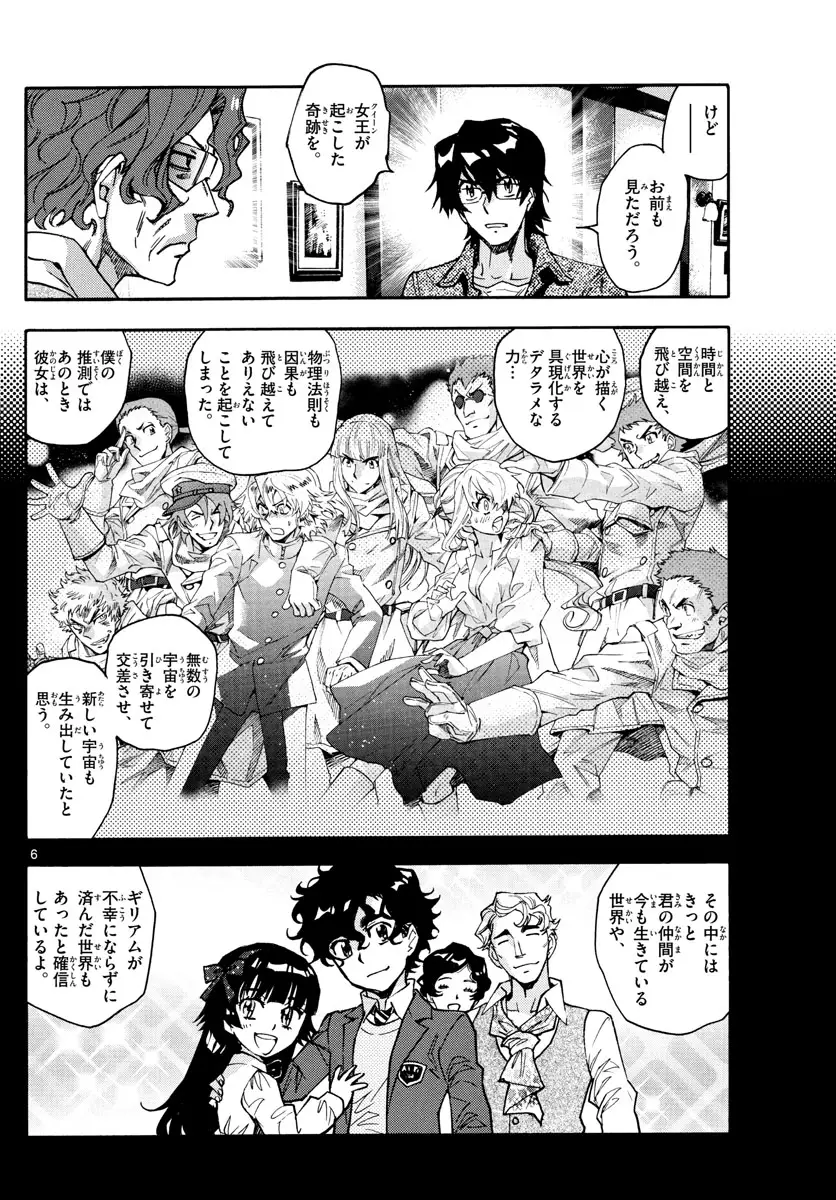 けど——
お前も
見ただろう。
女王が
起こした
奇跡を。
時間と
空間を
飛び越え、
心が描く
世界を
具現化する
デタラメな
力…
物理法則も
因果も
飛び越えて
ありえない
ことを起こして
しまった。
僕の
推測では
あのとき
彼女は、
無数の
宇宙を
引き寄せて
交差させ、
新しい宇宙も
生み出していたと
思う。
その中には
きっと
君の仲間が
今も生きている
世界や、
ギリアムが
不幸にならずに
済んだ世界も
あったと確信
しているよ。
6